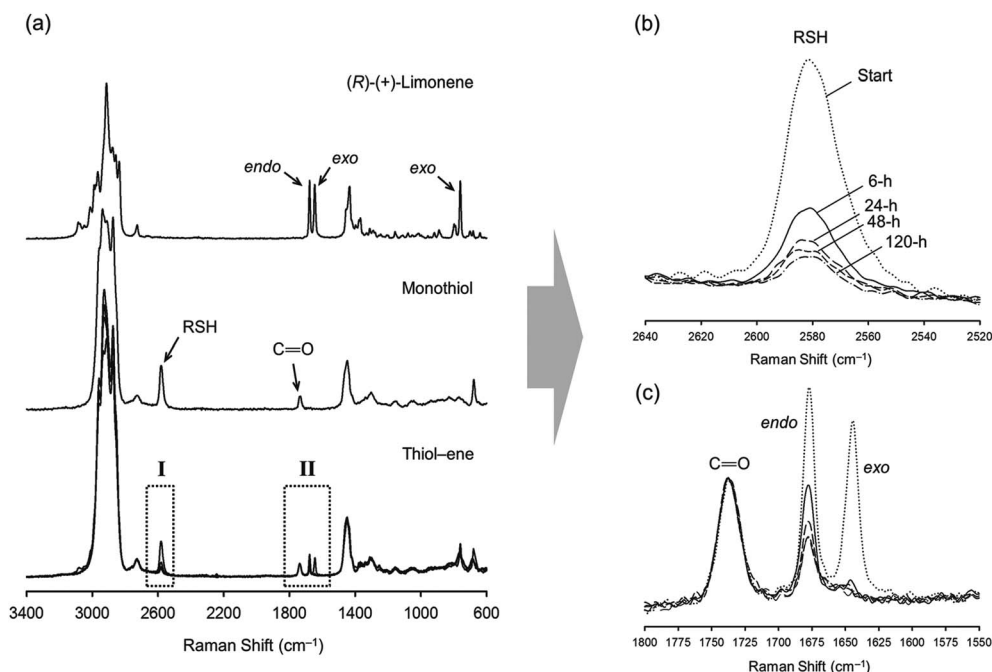 (a)
(R)-(+)-Limonene
endo
exo
exo
Monothiol
RSH
C=O
Thiol–ene
I
II
3400 3000 2600 2200 1800 1400 1000 600
Raman Shift (cm⁻¹)
(b)
RSH
Start
6-h
24-h
48-h
120-h
2640 2620 2600 2580 2560 2540 2520
Raman Shift (cm⁻¹)
(c)
endo
C=O
exo
1800 1775 1750 1725 1700 1675 1650 1625 1600 1575 1550
Raman Shift (cm⁻¹)